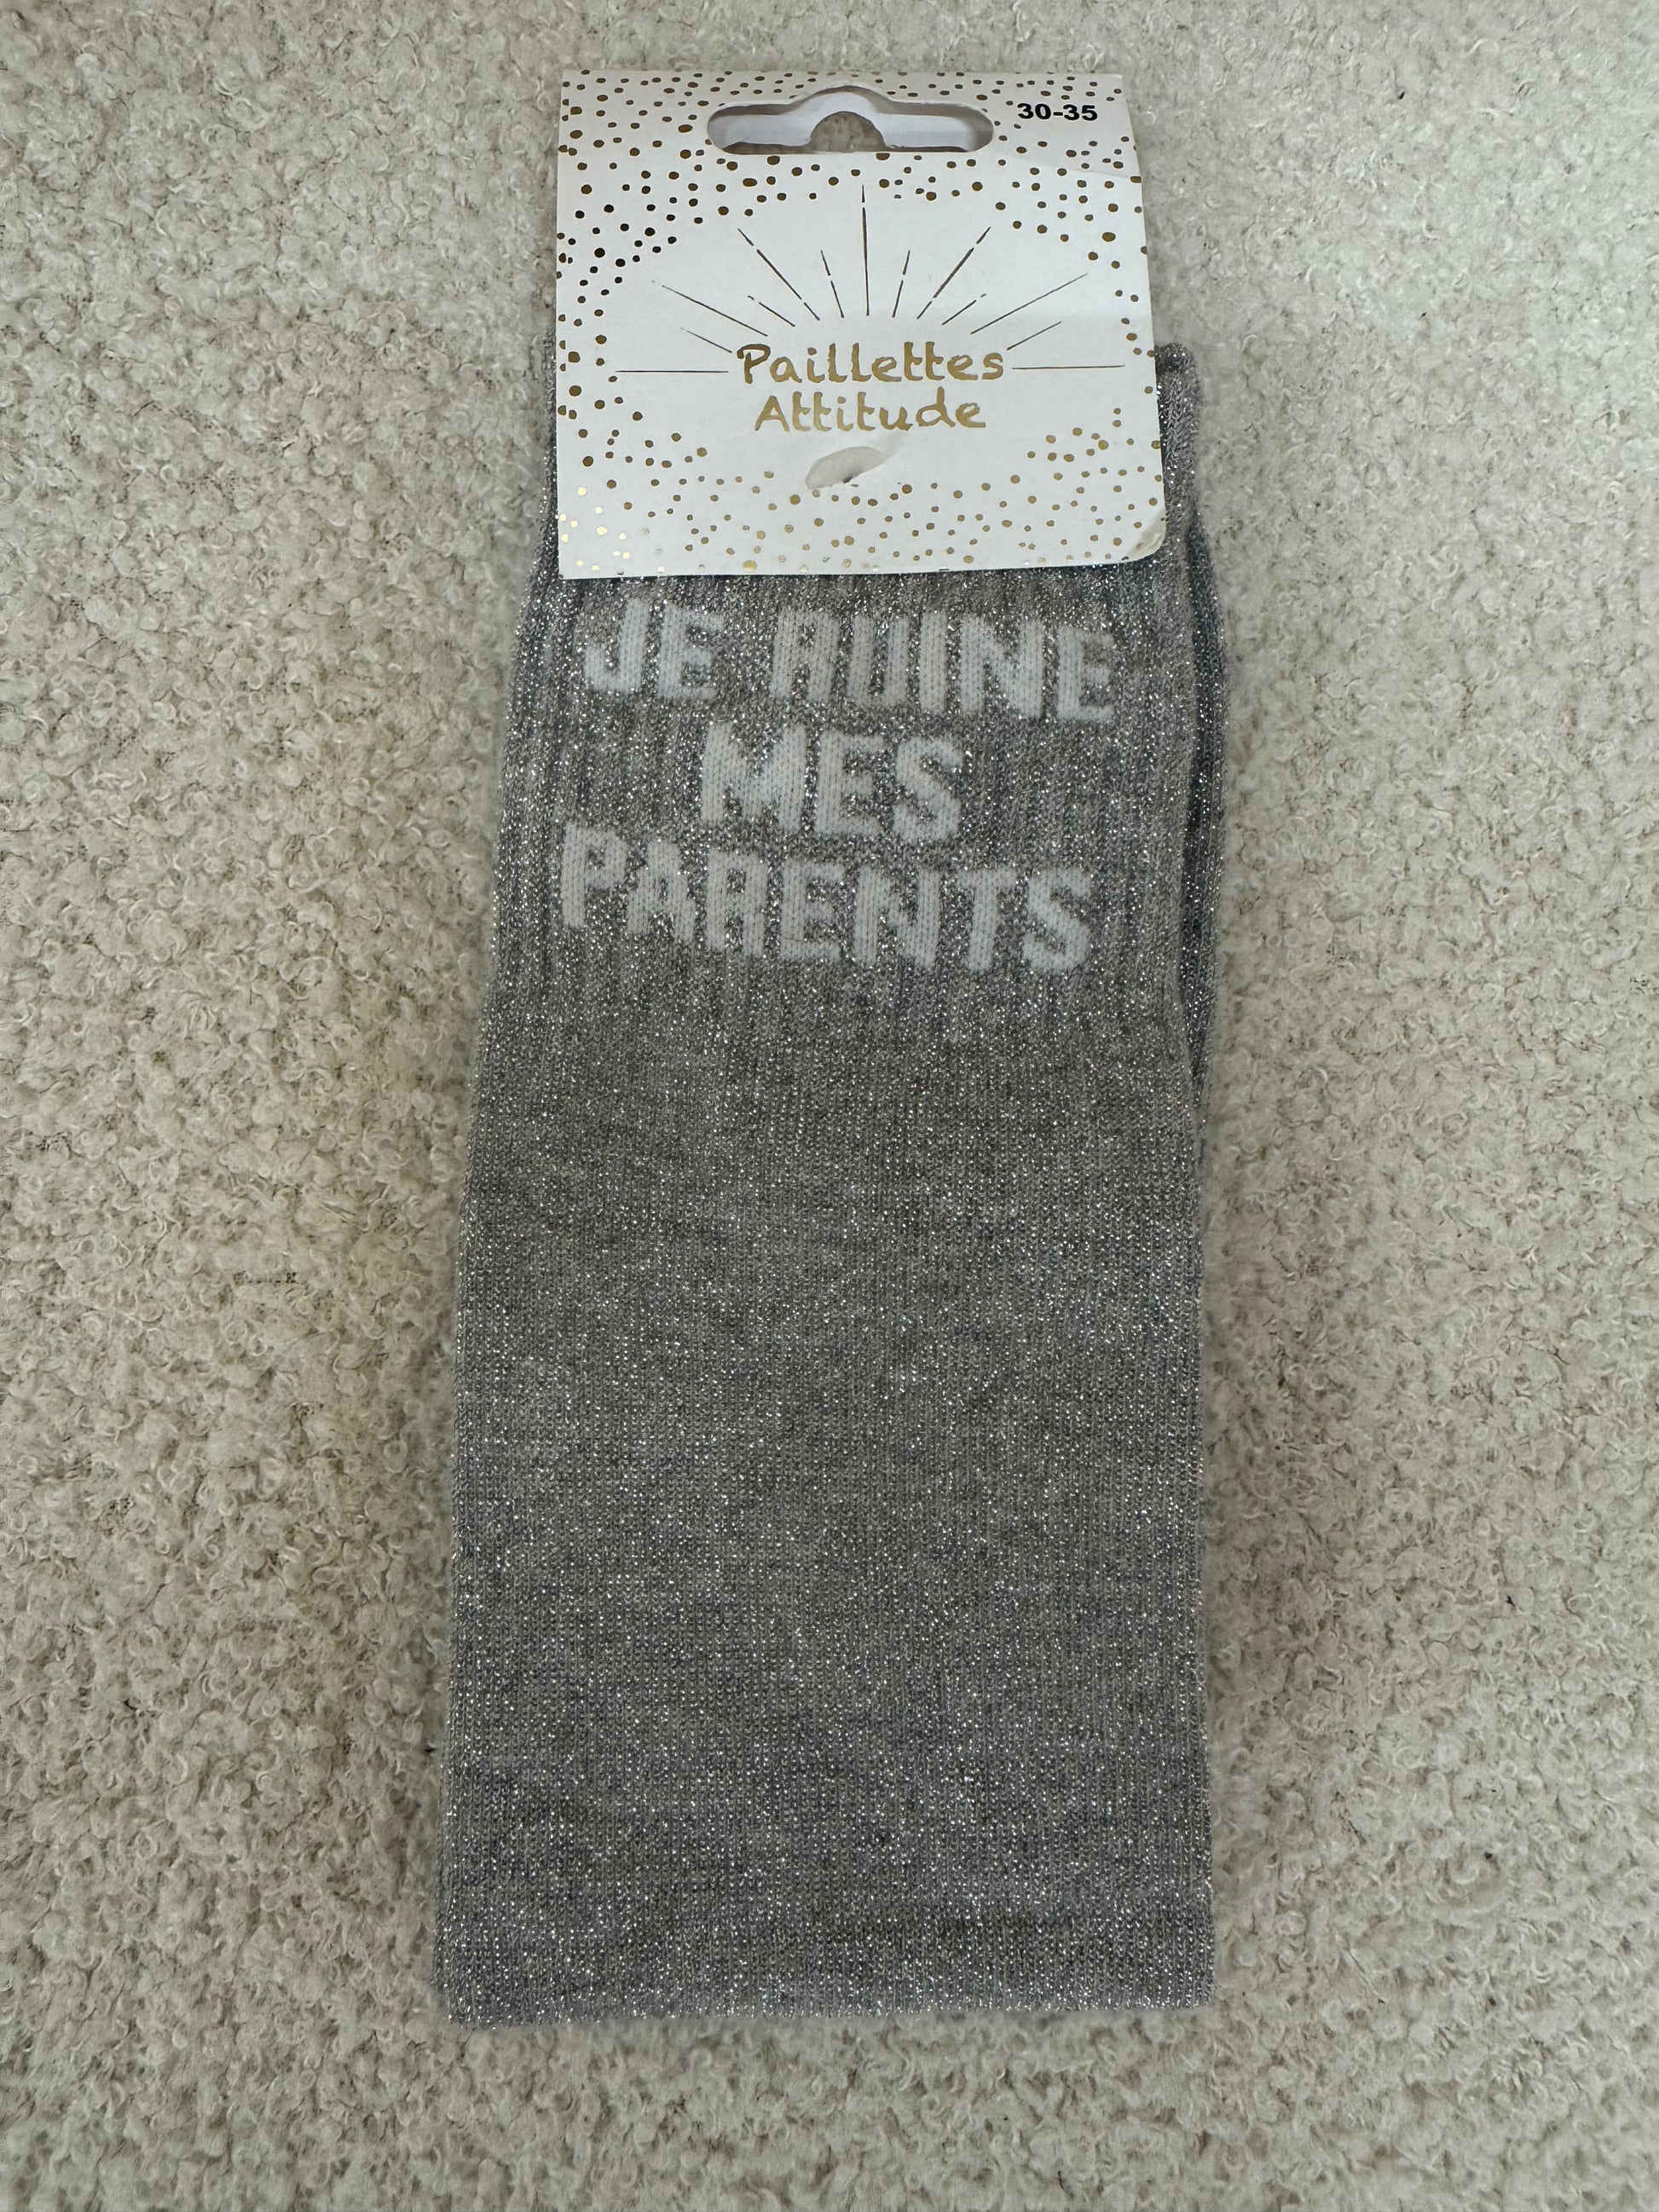 30-35
Paillettes
Attitude
JE RUINE
MES
PARENTS